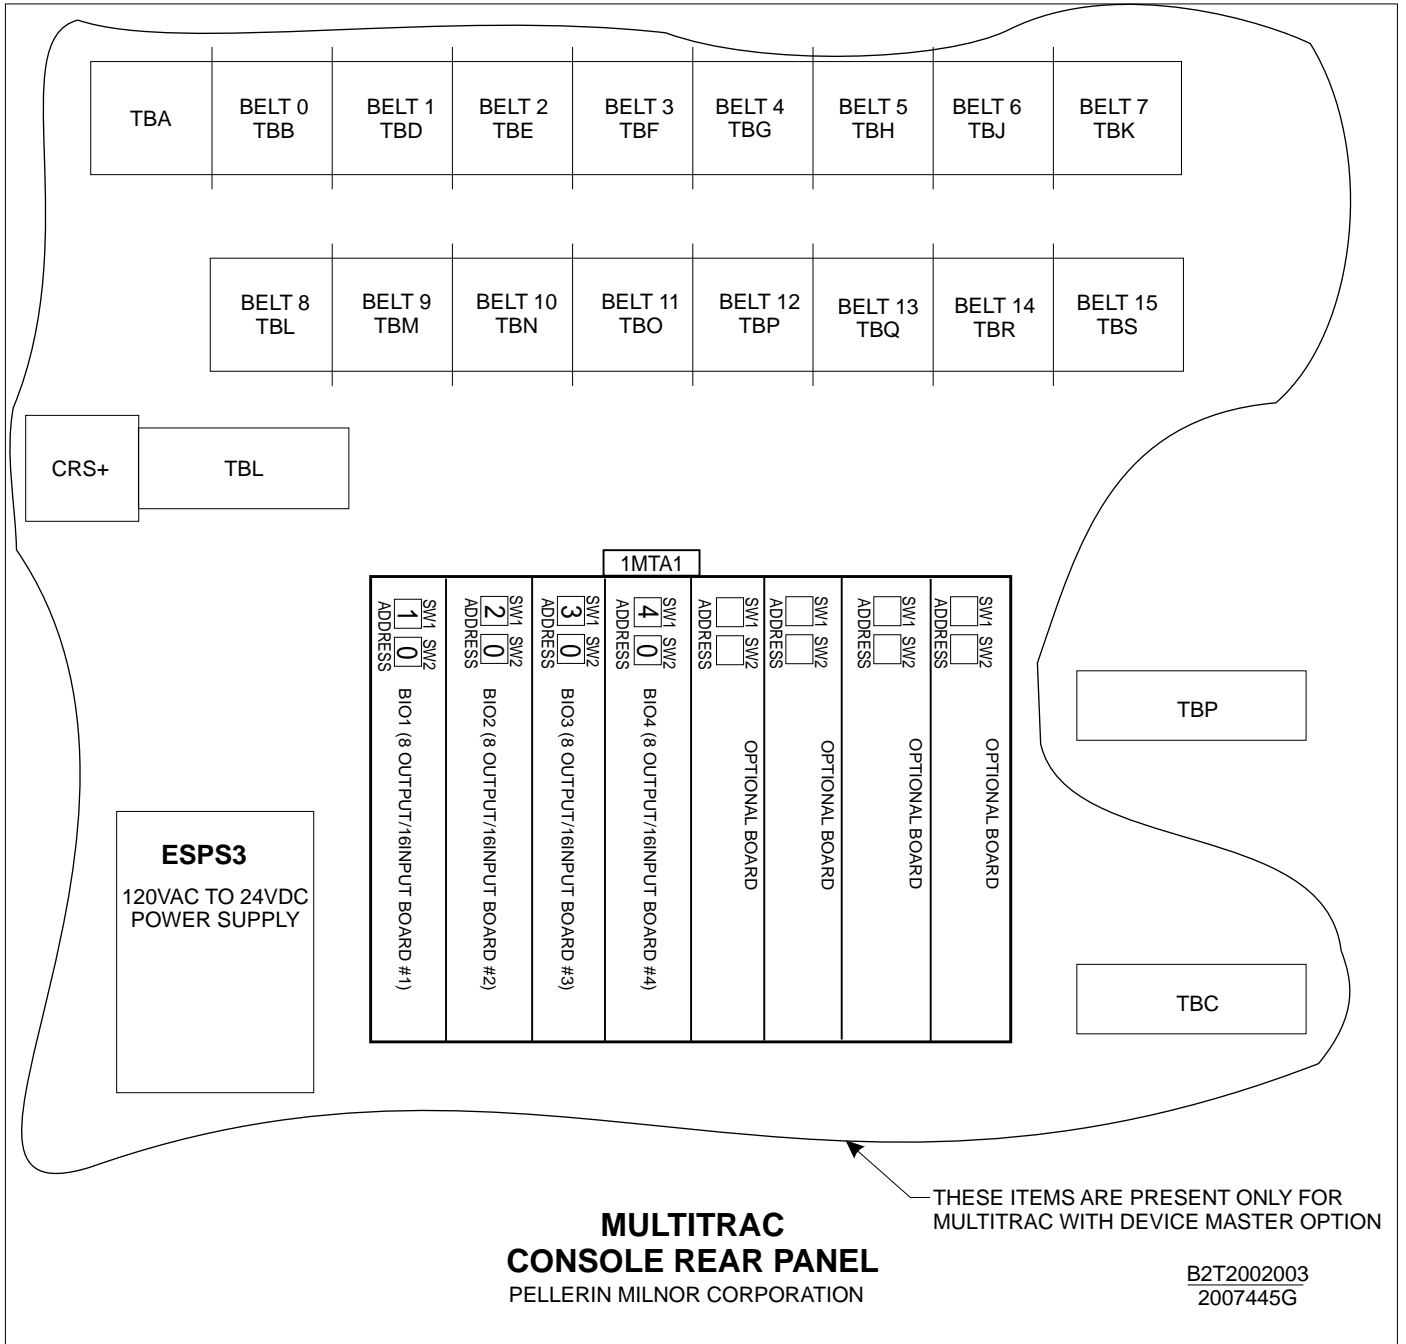 TBA
BELT 0
TBB
BELT 1
TBD
BELT 2
TBE
BELT 3
TBF
BELT 4
TBG
BELT 5
TBH
BELT 6
TBJ
BELT 7
TBK
BELT 8
TBL
BELT 9
TBM
BELT 10
TBN
BELT 11
TBO
BELT 12
TBP
BELT 13
TBQ
BELT 14
TBR
BELT 15
TBS
CRS+
TBL
1MTA1
SW1 SW2
1 0
ADDRESS
BIO1 (8 OUTPUT/16INPUT BOARD #1)
SW1 SW2
2 0
ADDRESS
BIO2 (8 OUTPUT/16INPUT BOARD #2)
SW1 SW2
3 0
ADDRESS
BIO3 (8 OUTPUT/16INPUT BOARD #3)
SW1 SW2
4 0
ADDRESS
BIO4 (8 OUTPUT/16INPUT BOARD #4)
SW1 SW2
ADDRESS
OPTIONAL BOARD
SW1 SW2
ADDRESS
OPTIONAL BOARD
SW1 SW2
ADDRESS
OPTIONAL BOARD
SW1 SW2
ADDRESS
OPTIONAL BOARD
TBP
ESPS3
120VAC TO 24VDC
POWER SUPPLY
TBC
THESE ITEMS ARE PRESENT ONLY FOR
MULTITRAC WITH DEVICE MASTER OPTION
MULTITRAC
CONSOLE REAR PANEL
PELLERIN MILNOR CORPORATION
B2T2002003
2007445G